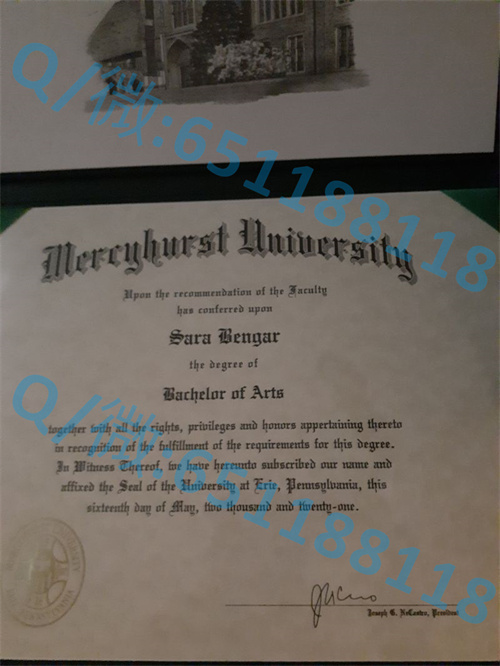 Q/微:651188118
Mercyhurst University
Upon the recommendation of the Faculty
has conferred upon
Sara Bengar
the degree of
Bachelor of Arts
together with all the rights, privileges and honors appertaining thereto
in recognition of the fulfillment of the requirements for this degree.
In Witness Thereof, we have hereunto subscribed our name and
affixed the Seal of the University at Erie, Pennsylvania, this
sixteenth day of May, two thousand and twenty-one.
Q/微:651188118
Joseph G. NcCastro, President